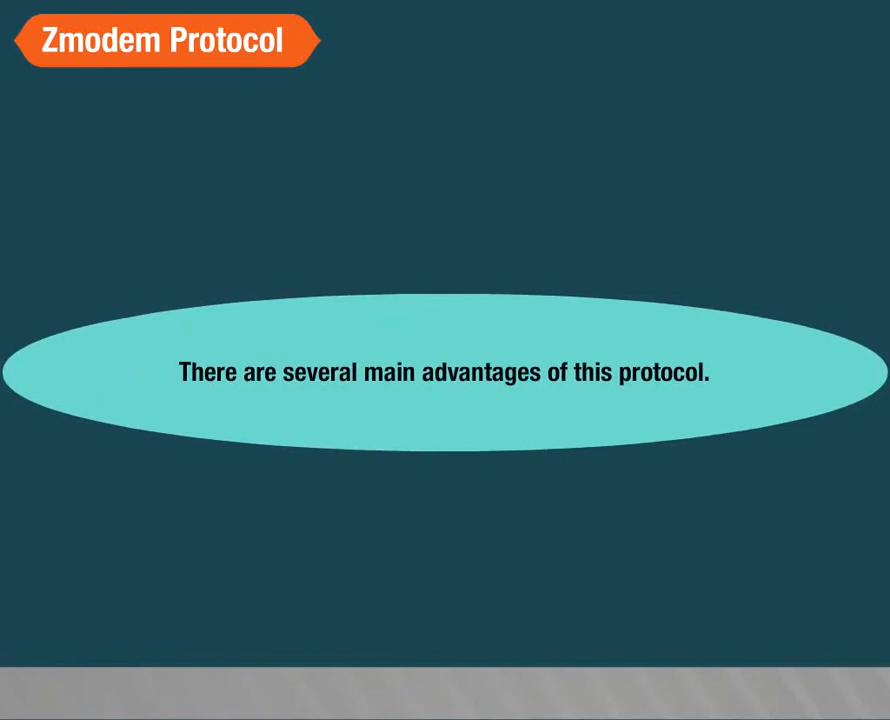 Zmodem Protocol
There are several main advantages of this protocol.